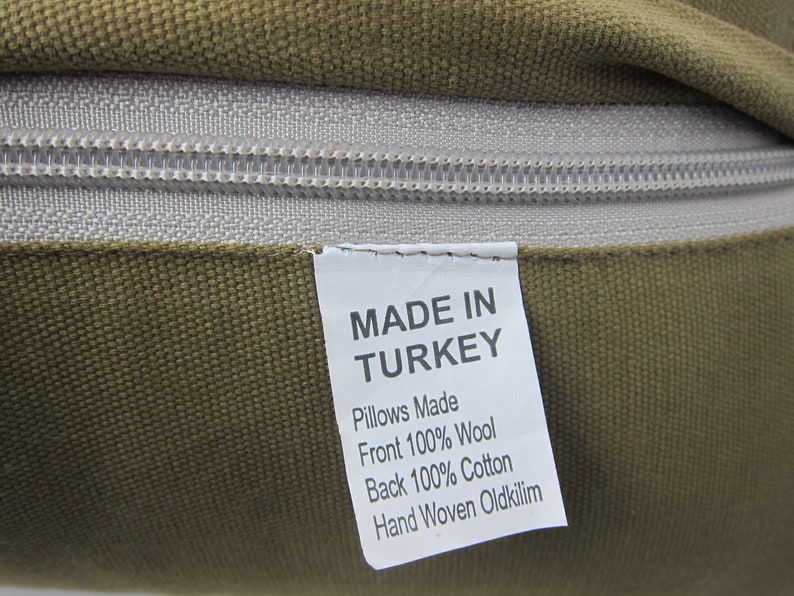 MADE IN
TURKEY
Pillows Made
Front 100% Wool
Back 100% Cotton
Hand Woven Oldkilim